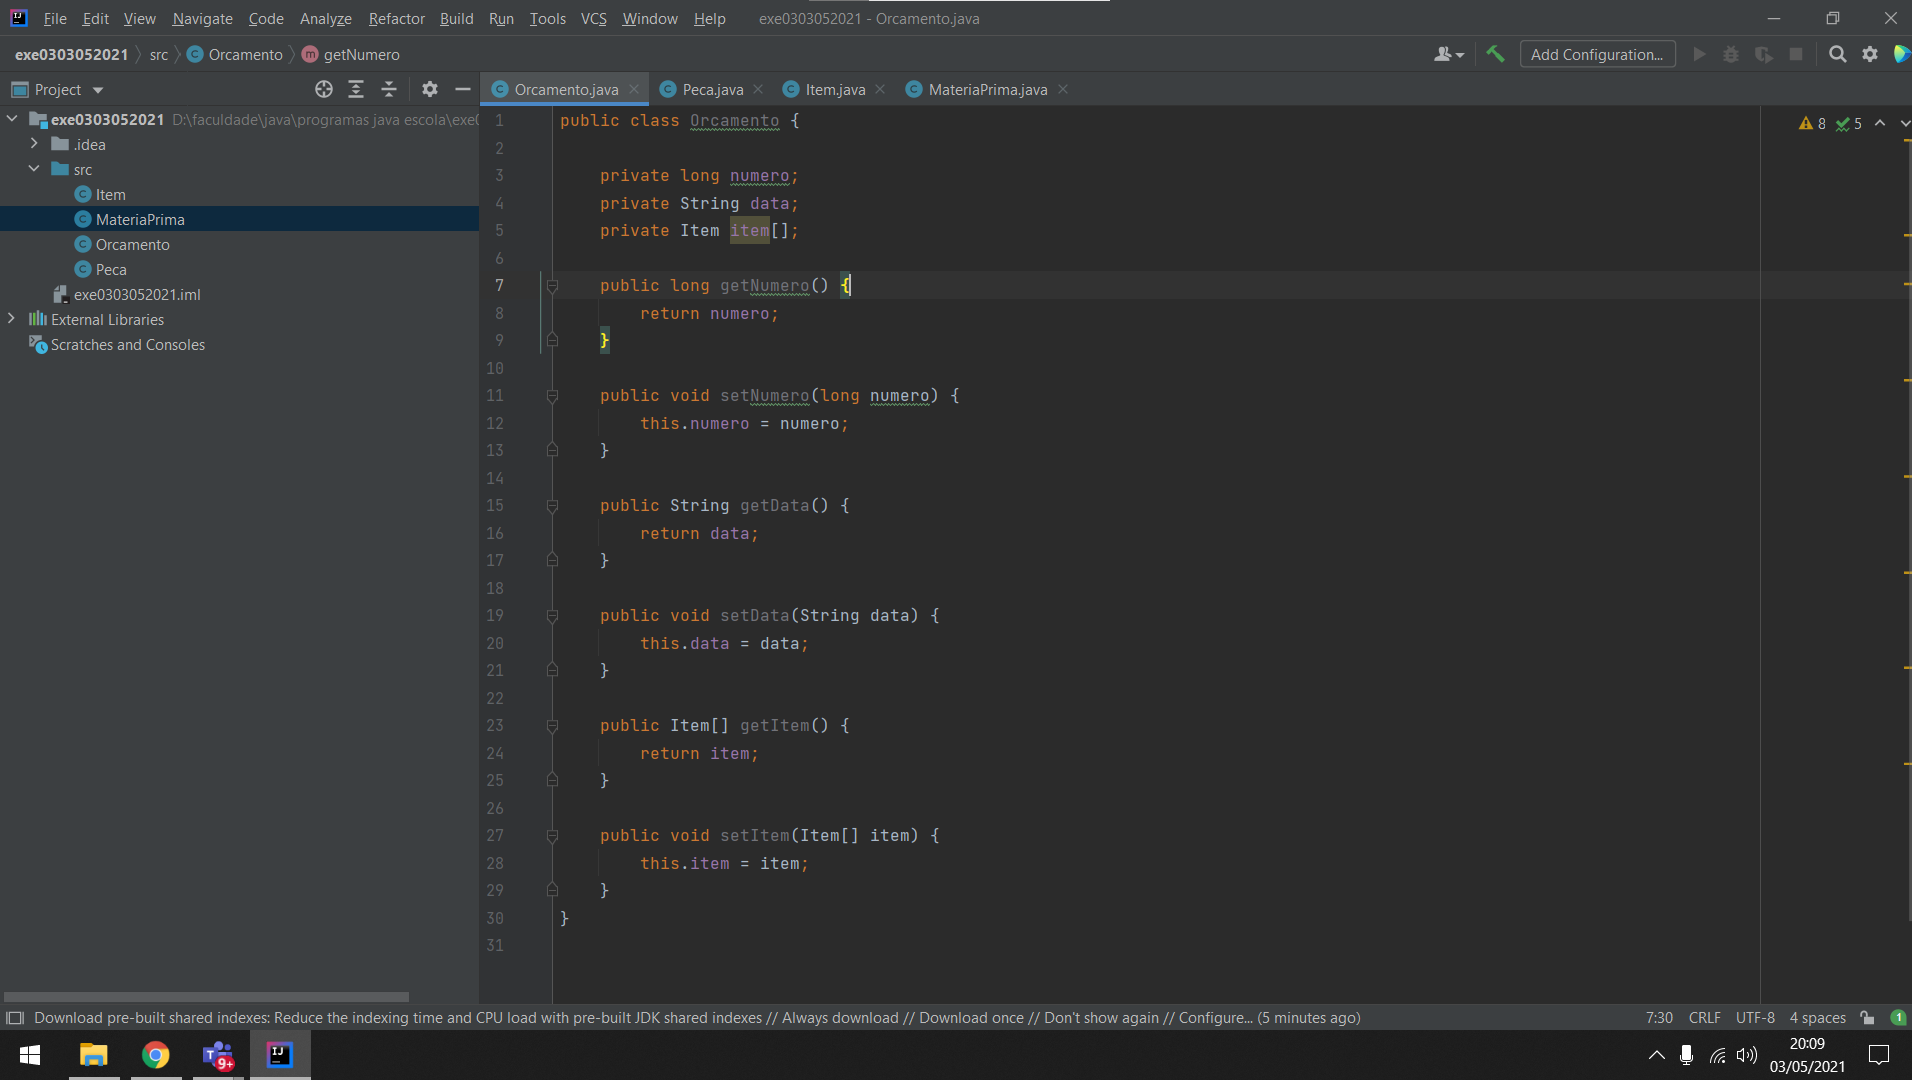 File Edit View Navigate Code Analyze Refactor Build Run Tools VCS Window Help exe0303052021 - Orcamento.java
exe0303052021 src Orcamento getNumero
Add Configuration...
Project
Orcamento.java Peca.java Item.java MateriaPrima.java
exe0303052021 D:\faculdade\java\programas java escola\exe0
.idea
src
Item
MateriaPrima
Orcamento
Peca
exe0303052021.iml
External Libraries
Scratches and Consoles
8 5
1 public class Orcamento {
2
3 private long numero;
4 private String data;
5 private Item item[];
6
7 public long getNumero() {
8 return numero;
9 }
10
11 public void setNumero(long numero) {
12 this.numero = numero;
13 }
14
15 public String getData() {
16 return data;
17 }
18
19 public void setData(String data) {
20 this.data = data;
21 }
22
23 public Item[] getItem() {
24 return item;
25 }
26
27 public void setItem(Item[] item) {
28 this.item = item;
29 }
30 }
31
Download pre-built shared indexes: Reduce the indexing time and CPU load with pre-built JDK shared indexes // Always download // Download once // Don't show again // Configure... (5 minutes ago)
7:30 CRLF UTF-8 4 spaces 1
T 9+ IJ
20:09
03/05/2021